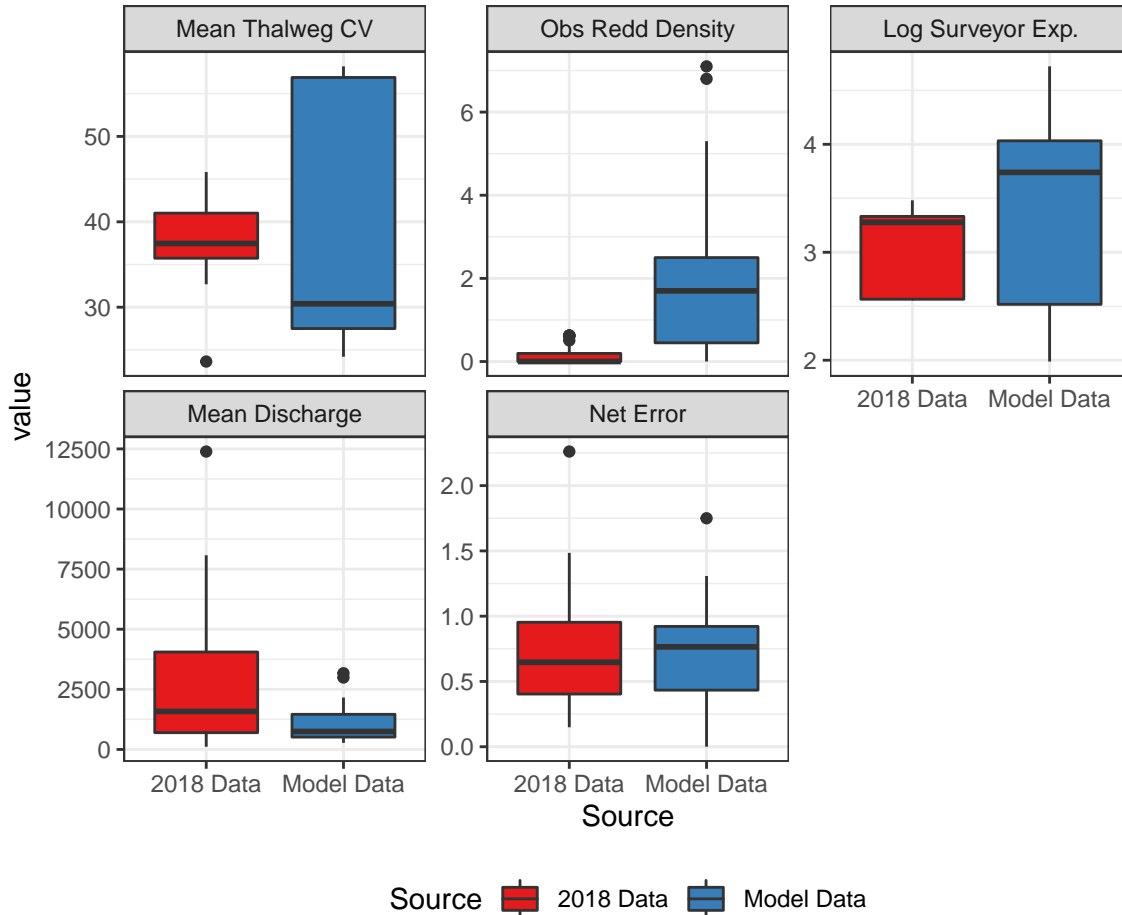 Mean Thalweg CV
Obs Redd Density
Log Surveyor Exp.
50
40
30
6
4
2
0
4
3
2
2018 Data Model Data
value
Mean Discharge
Net Error
12500
10000
7500
5000
2500
0
2.0
1.5
1.0
0.5
0.0
2018 Data Model Data
2018 Data Model Data
Source
Source 2018 Data Model Data